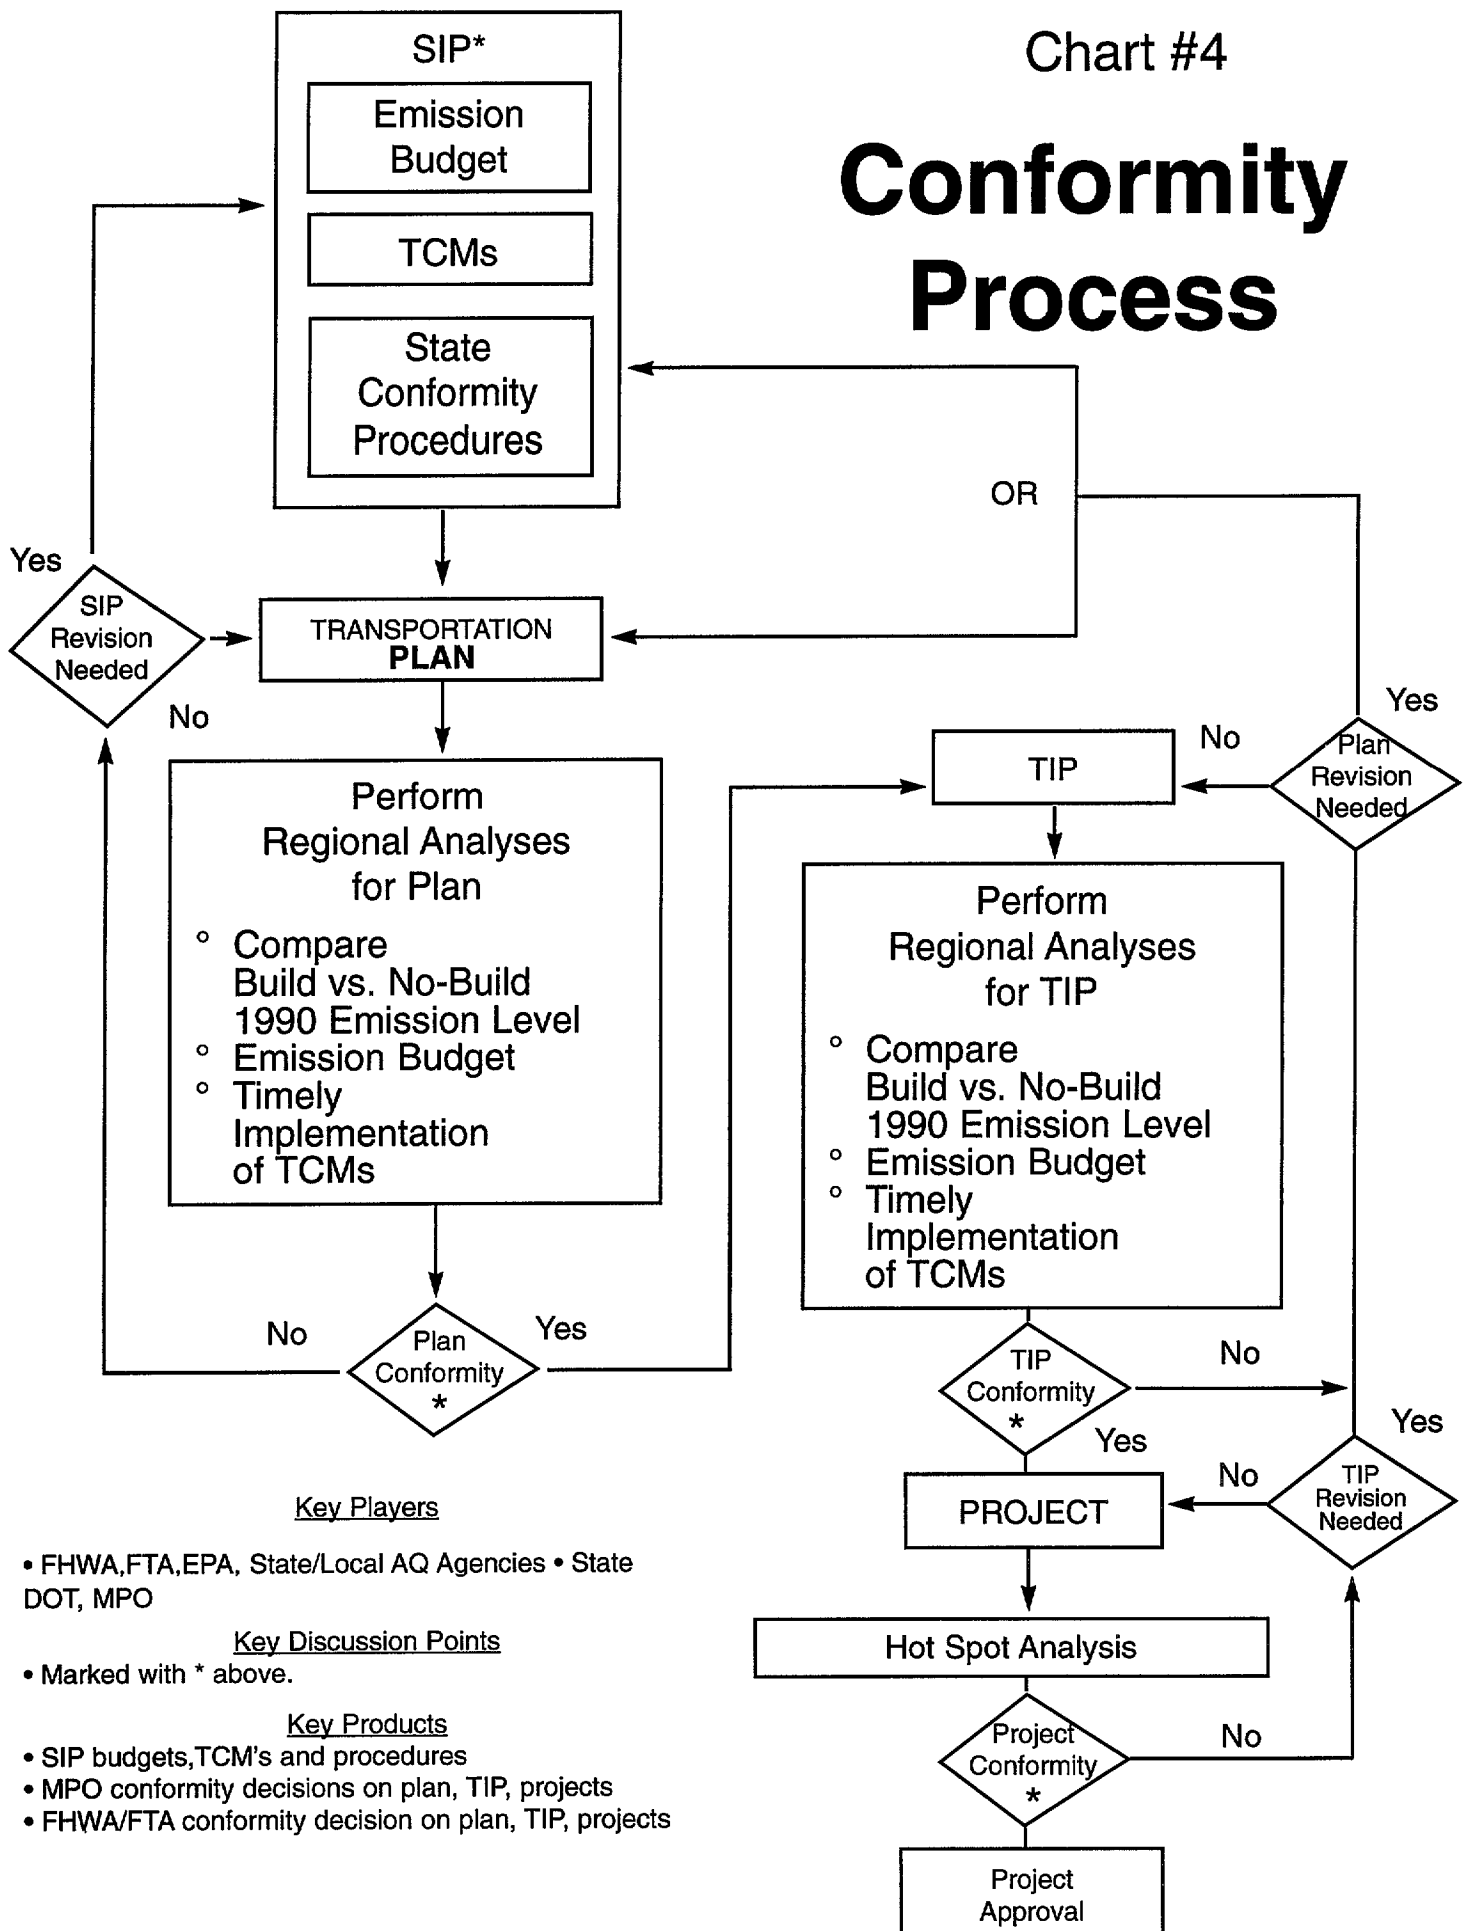 Chart #4
Conformity
Process
SIP*
Emission
Budget
TCMs
State
Conformity
Procedures
OR
Yes
SIP
Revision
Needed
No
TRANSPORTATION
PLAN
Perform
Regional Analyses
for Plan
° Compare
Build vs. No-Build
1990 Emission Level
° Emission Budget
° Timely
Implementation
of TCMs
No
Plan
Conformity
*
Yes
Yes
Plan
Revision
Needed
No
TIP
Perform
Regional Analyses
for TIP
° Compare
Build vs. No-Build
1990 Emission Level
° Emission Budget
° Timely
Implementation
of TCMs
TIP
Conformity
*
No
Yes
Yes
TIP
Revision
Needed
No
PROJECT
Hot Spot Analysis
Project
Conformity
*
No
Project
Approval
Key Players
• FHWA,FTA,EPA, State/Local AQ Agencies • State
DOT, MPO
Key Discussion Points
• Marked with * above.
Key Products
• SIP budgets,TCM's and procedures
• MPO conformity decisions on plan, TIP, projects
• FHWA/FTA conformity decision on plan, TIP, projects